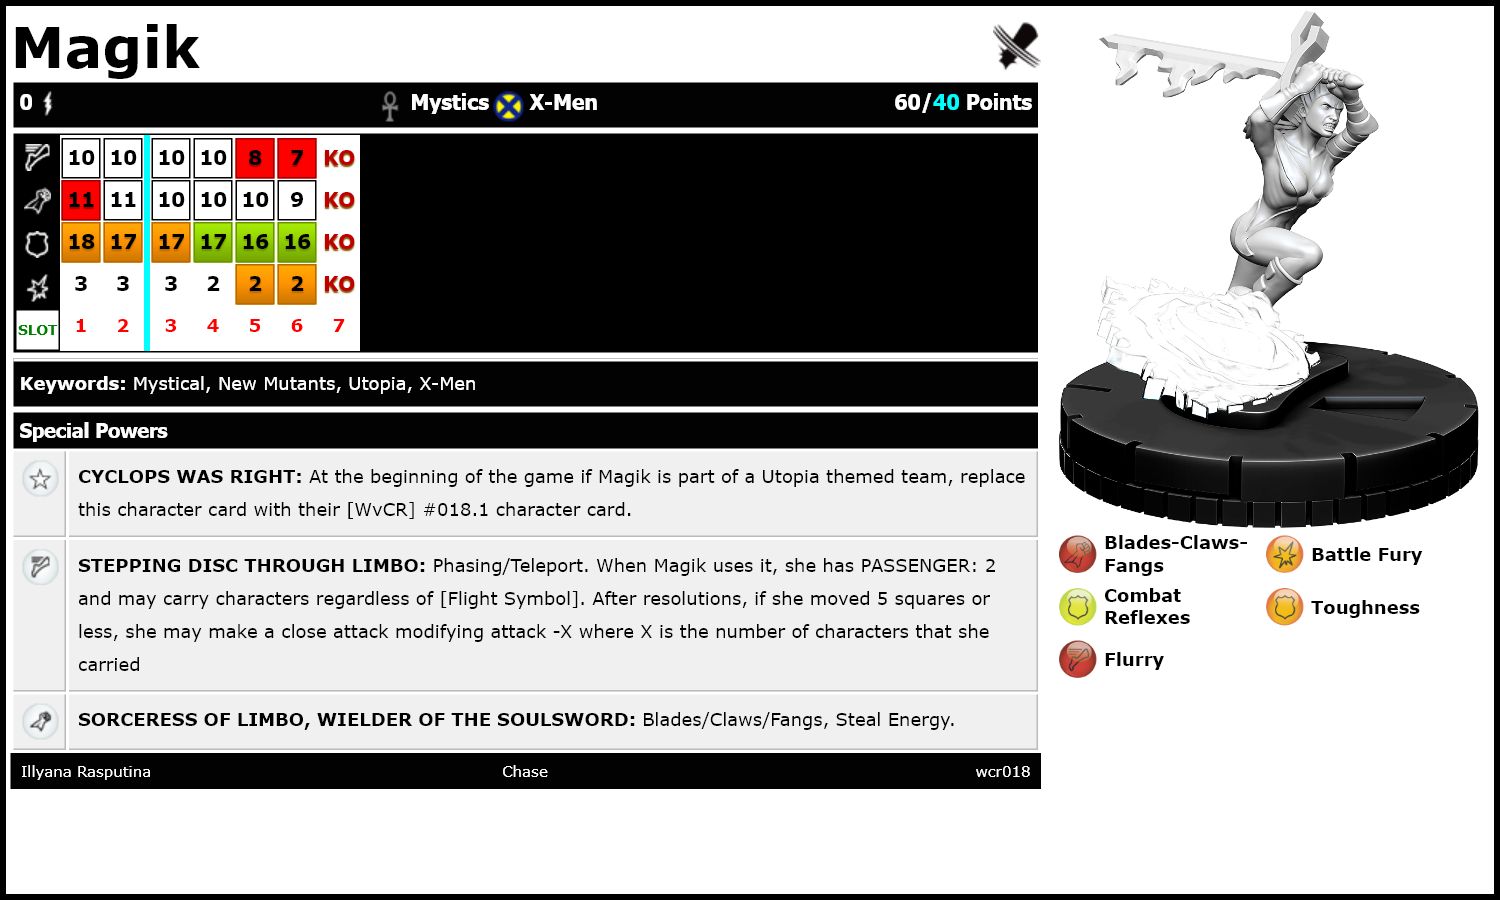 Magik
0 Mystics X-Men 60/40 Points
10 10 10 10 8 7 KO
11 11 10 10 10 9 KO
18 17 17 17 16 16 KO
3 3 3 2 2 2 KO
SLOT 1 2 3 4 5 6 7
Keywords: Mystical, New Mutants, Utopia, X-Men
Special Powers
CYCLOPS WAS RIGHT: At the beginning of the game if Magik is part of a Utopia themed team, replace
this character card with their [WvCR] #018.1 character card.
STEPPING DISC THROUGH LIMBO: Phasing/Teleport. When Magik uses it, she has PASSENGER: 2
and may carry characters regardless of [Flight Symbol]. After resolutions, if she moved 5 squares or
less, she may make a close attack modifying attack -X where X is the number of characters that she
carried
SORCERESS OF LIMBO, WIELDER OF THE SOULSWORD: Blades/Claws/Fangs, Steal Energy.
Illyana Rasputina Chase wcr018
Blades-Claws-
Fangs
Battle Fury
Combat
Reflexes
Toughness
Flurry